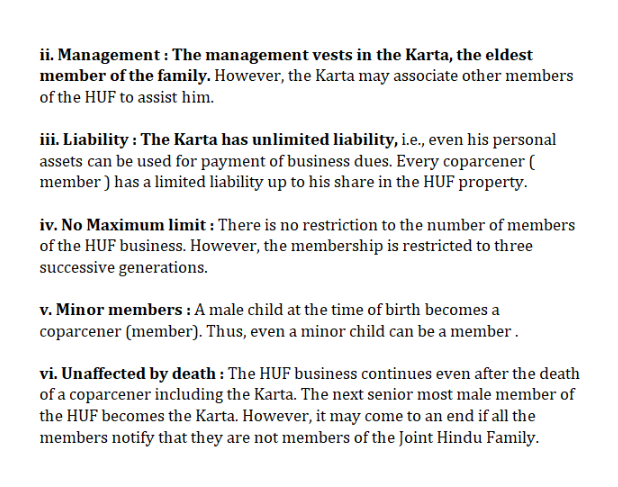 ii. Management : The management vests in the Karta, the eldest
member of the family. However, the Karta may associate other members
of the HUF to assist him.
iii. Liability : The Karta has unlimited liability, i.e., even his personal
assets can be used for payment of business dues. Every coparcener (
member ) has a limited liability up to his share in the HUF property.
iv. No Maximum limit : There is no restriction to the number of members
of the HUF business. However, the membership is restricted to three
successive generations.
v. Minor members : A male child at the time of birth becomes a
coparcener (member). Thus, even a minor child can be a member .
vi. Unaffected by death : The HUF business continues even after the death
of a coparcener including the Karta. The next senior most male member of
the HUF becomes the Karta. However, it may come to an end if all the
members notify that they are not members of the Joint Hindu Family.